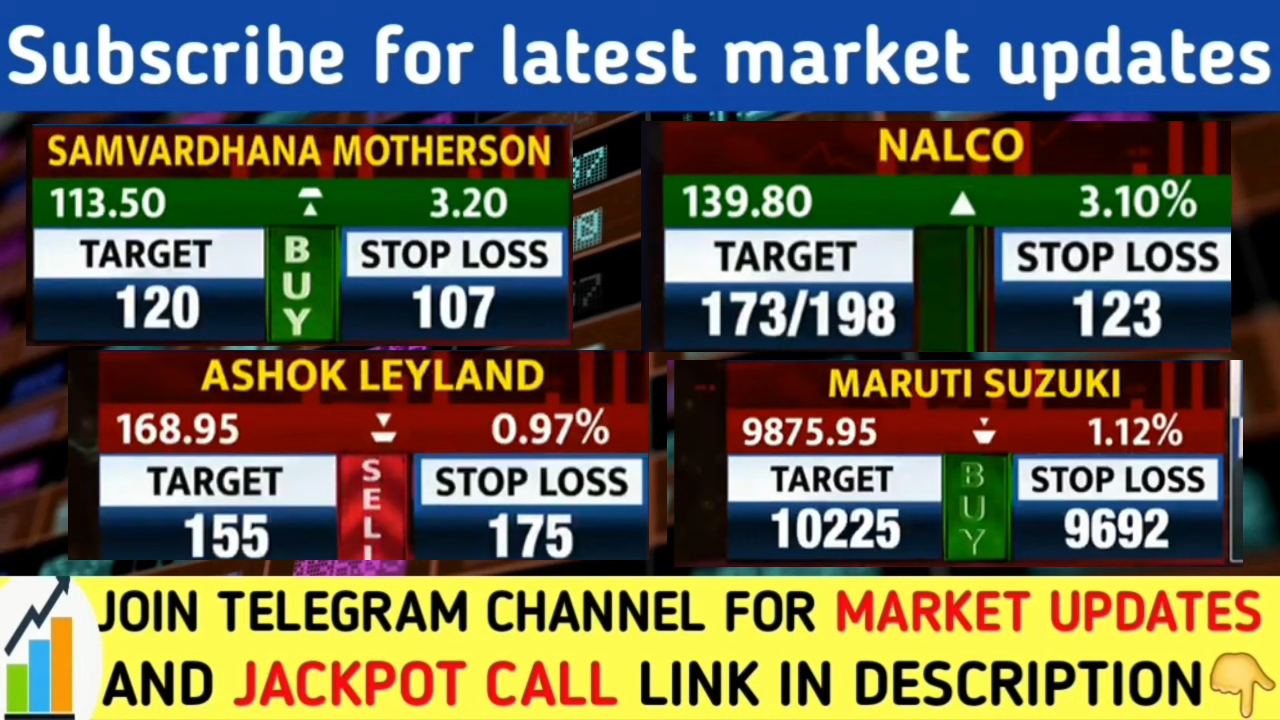 Subscribe for latest market updates
SAMVARDHANA MOTHERSON
113.50 3.20
TARGET BUY STOP LOSS
120 107
NALCO
139.80 3.10%
TARGET STOP LOSS
173/198 123
ASHOK LEYLAND
168.95 0.97%
TARGET SELL STOP LOSS
155 175
MARUTI SUZUKI
9875.95 1.12%
TARGET BUY STOP LOSS
10225 9692
JOIN TELEGRAM CHANNEL FOR MARKET UPDATES
AND JACKPOT CALL LINK IN DESCRIPTION👇